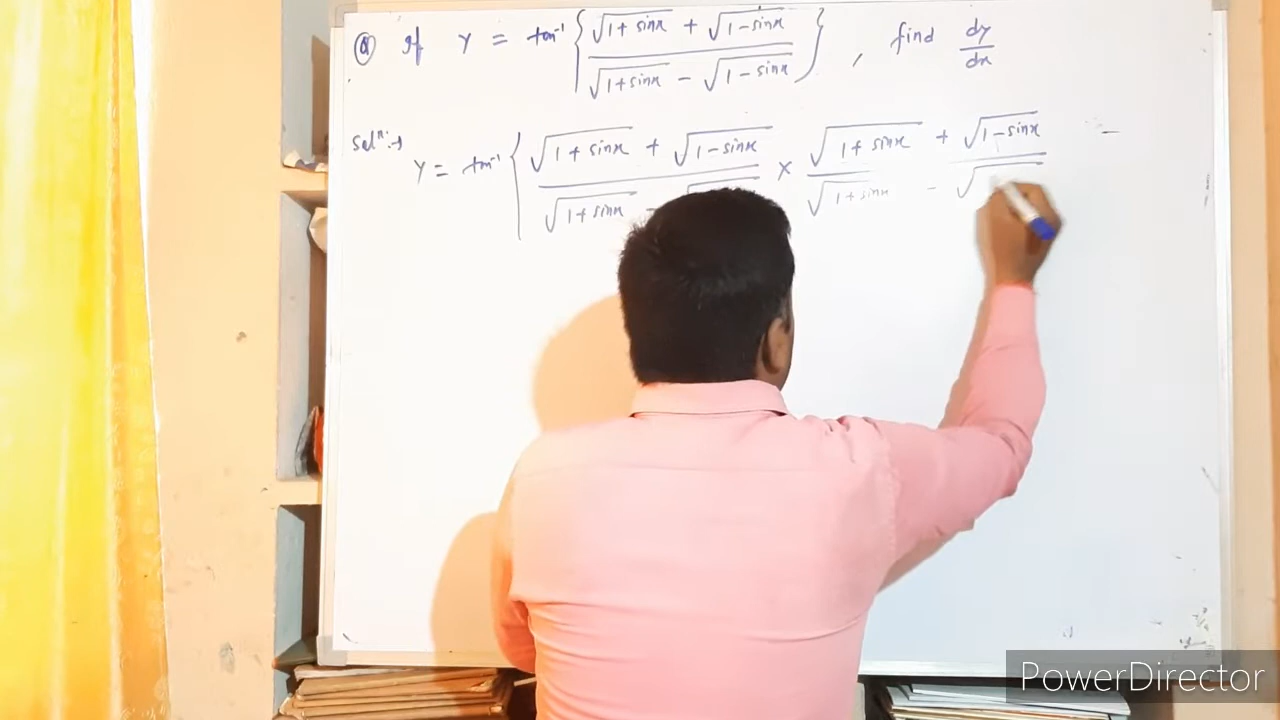 Q If y = tan⁻¹ { (√(1+sinx) + √(1-sinx)) / (√(1+sinx) - √(1-sinx)) } , find dy/dx
Solⁿ:→
y = tan⁻¹ { (√(1+sinx) + √(1-sinx)) / (√(1+sinx) - √ × (√(1+sinx) + √(1-sinx)) / (√(1+sinx) - √
PowerDirector